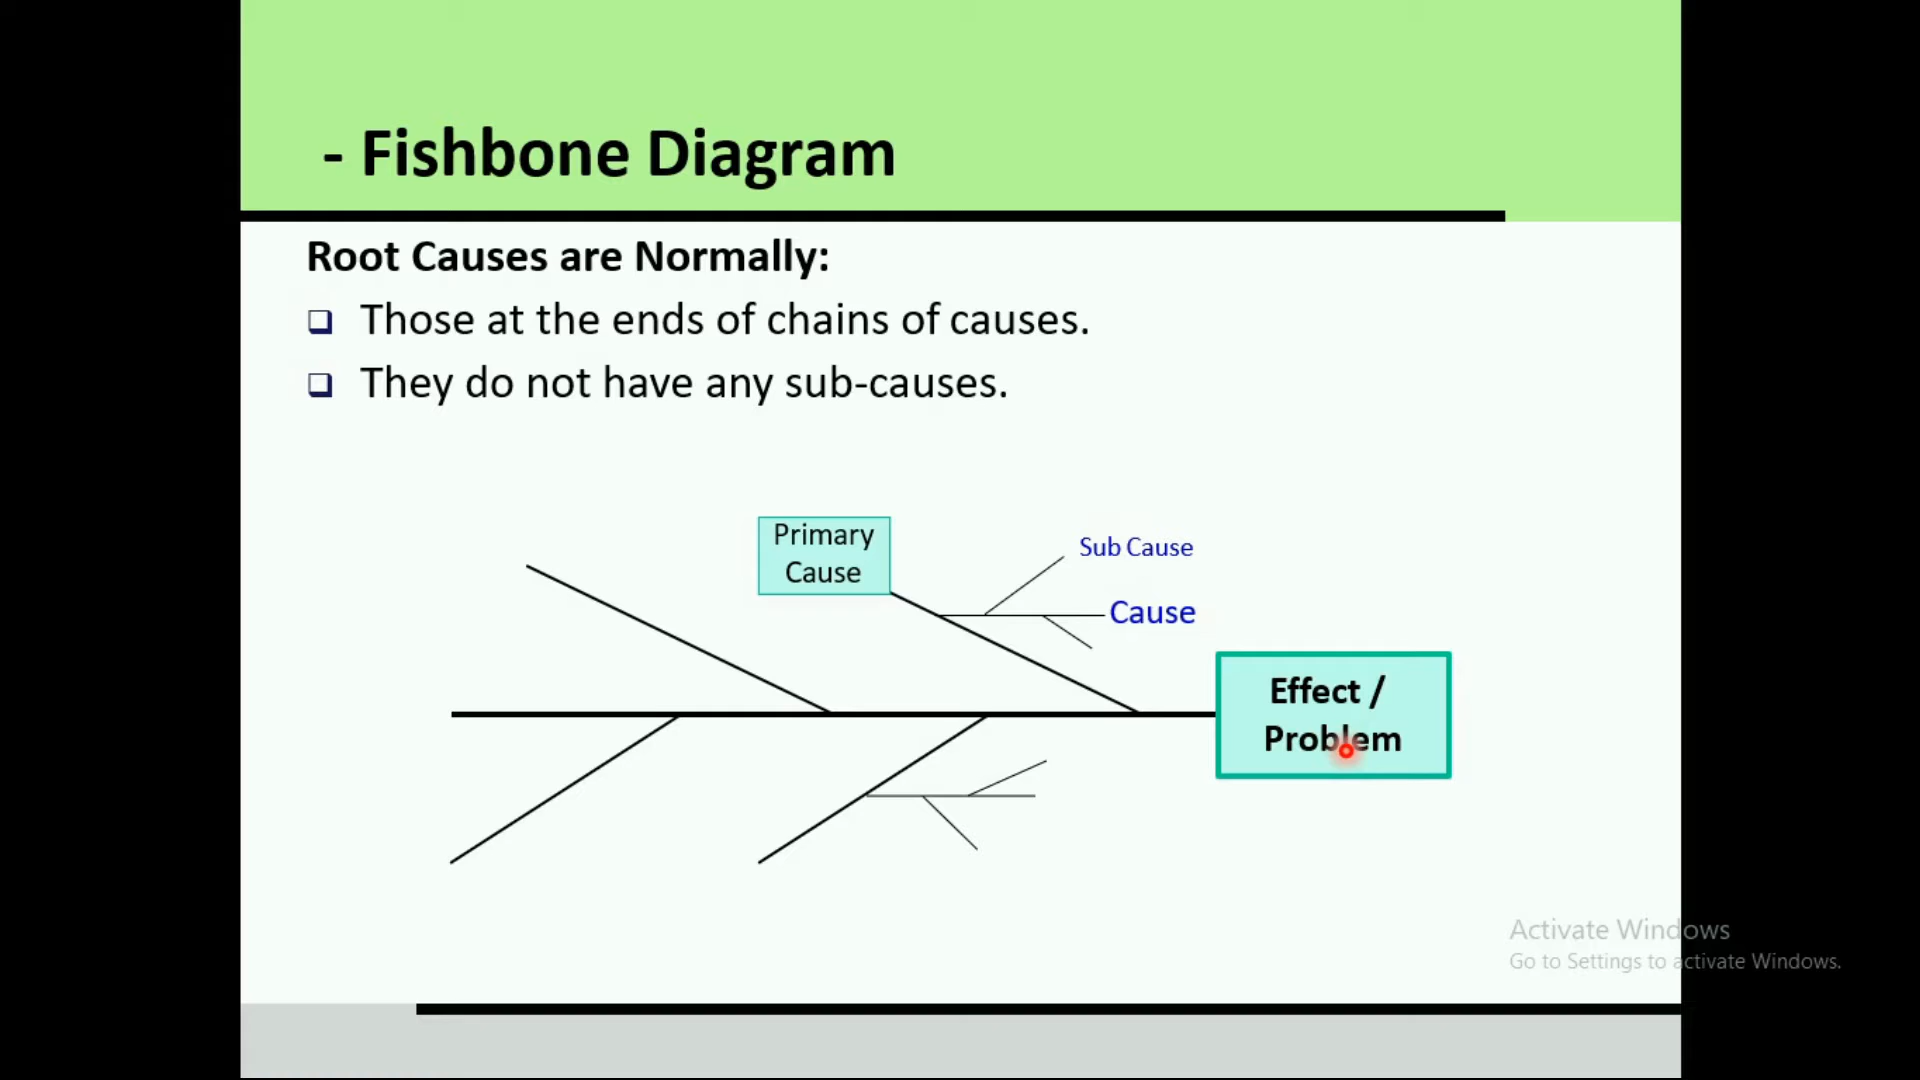 - Fishbone Diagram
Root Causes are Normally:
Those at the ends of chains of causes.
They do not have any sub-causes.
Primary
Cause
Sub Cause
Cause
Effect /
Problem
Activate Windows
Go to Settings to activate Windows.